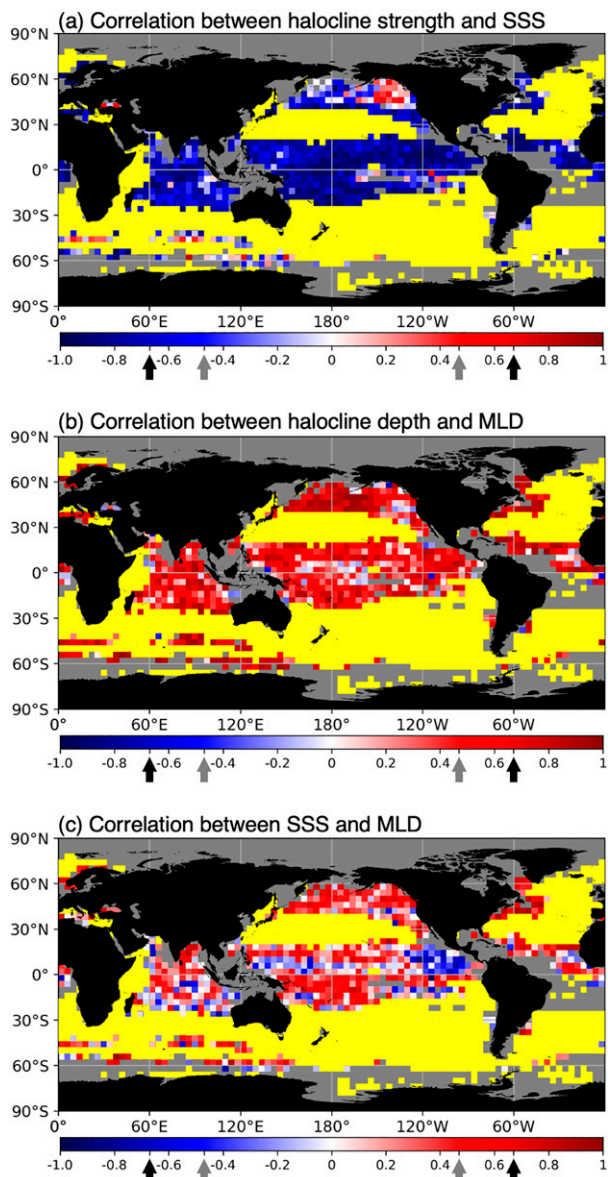 (a) Correlation between halocline strength and SSS
90°N
60°N
30°N
0°
30°S
60°S
90°S
0° 60°E 120°E 180° 120°W 60°W
-1.0 -0.8 -0.6 -0.4 -0.2 0 0.2 0.4 0.6 0.8 1
(b) Correlation between halocline depth and MLD
90°N
60°N
30°N
0°
30°S
60°S
90°S
0° 60°E 120°E 180° 120°W 60°W
-1.0 -0.8 -0.6 -0.4 -0.2 0 0.2 0.4 0.6 0.8 1
(c) Correlation between SSS and MLD
90°N
60°N
30°N
0°
30°S
60°S
90°S
0° 60°E 120°E 180° 120°W 60°W
-1.0 -0.8 -0.6 -0.4 -0.2 0 0.2 0.4 0.6 0.8 1